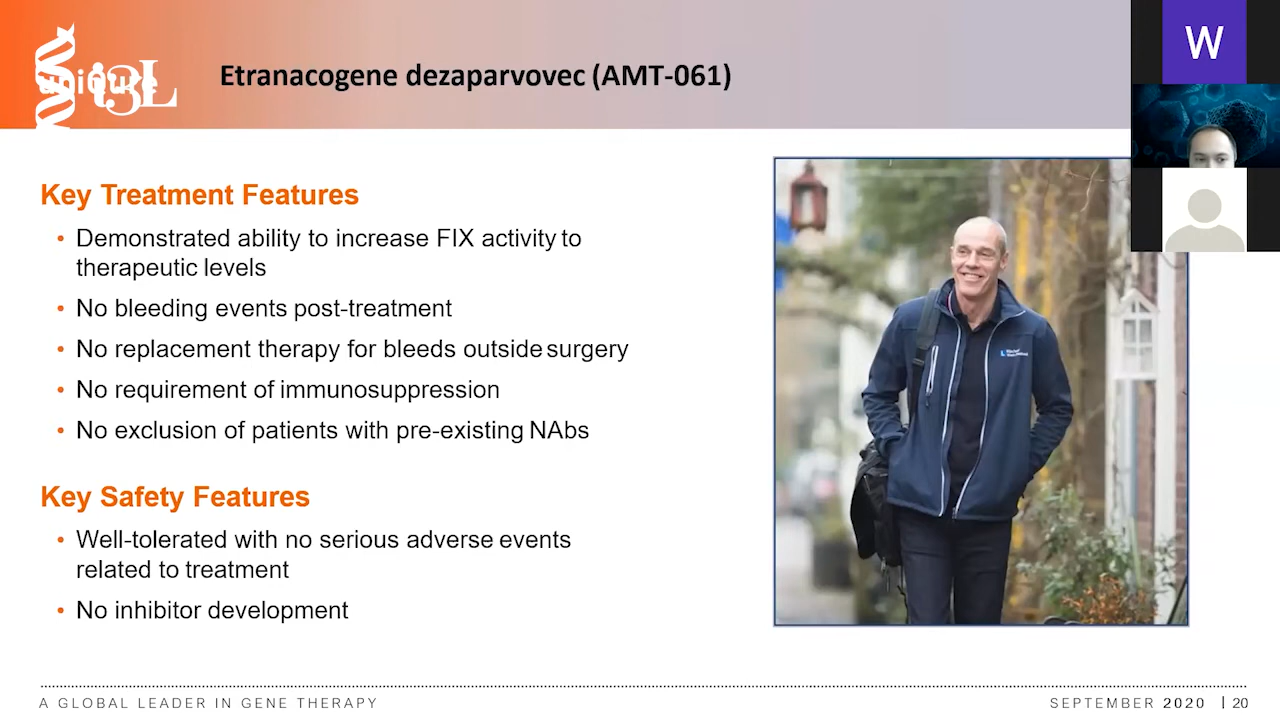 uniQure
i3L
Etranacogene dezaparvovec (AMT-061)
W
Key Treatment Features
• Demonstrated ability to increase FIX activity to
therapeutic levels
• No bleeding events post-treatment
• No replacement therapy for bleeds outside surgery
• No requirement of immunosuppression
• No exclusion of patients with pre-existing NAbs
Key Safety Features
• Well-tolerated with no serious adverse events
related to treatment
• No inhibitor development
A GLOBAL LEADER IN GENE THERAPY
SEPTEMBER 2020 | 20